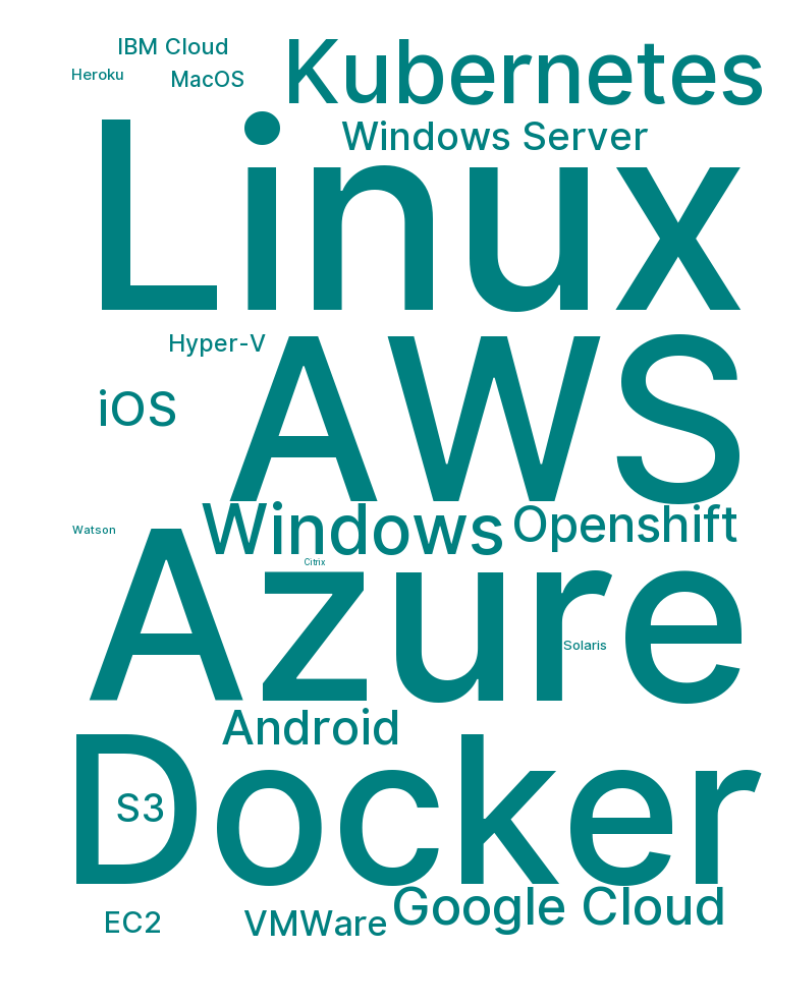 IBM Cloud
Kubernetes
Heroku
MacOS
Windows Server
Linux
Hyper-V
AWS
iOS
Windows
Openshift
Watson
Citrix
Azure
Solaris
Android
Docker
S3
Google Cloud
EC2
VMWare